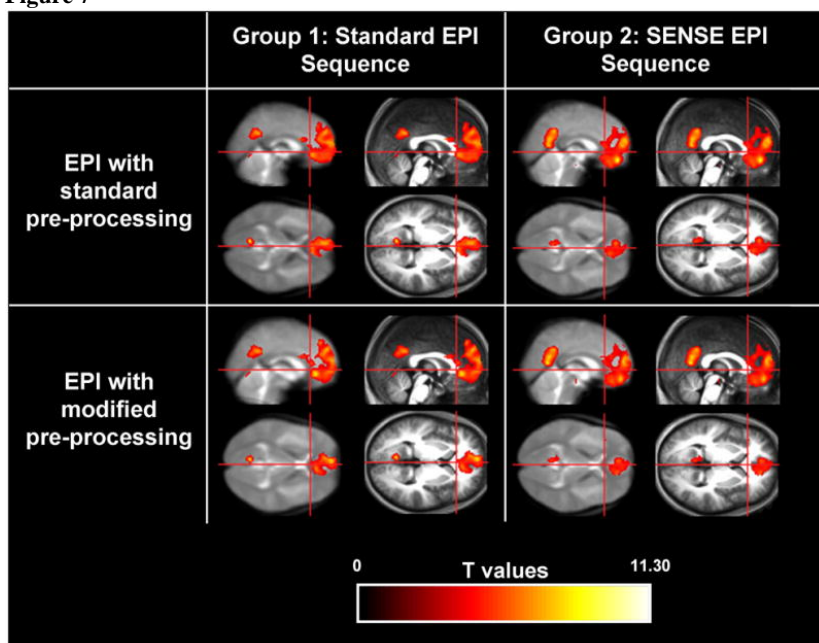 Group 1: Standard EPI
Sequence
Group 2: SENSE EPI
Sequence
EPI with
standard
pre-processing
EPI with
modified
pre-processing
0
T values
11.30